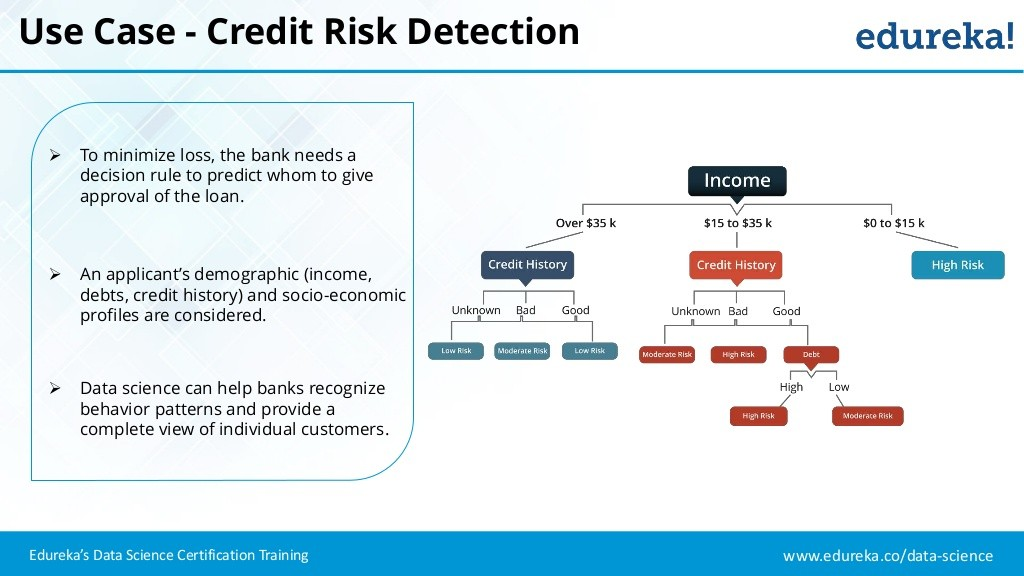 Use Case - Credit Risk Detection
edureka!
➢ To minimize loss, the bank needs a
decision rule to predict whom to give
approval of the loan.
➢ An applicant’s demographic (income,
debts, credit history) and socio-economic
profiles are considered.
➢ Data science can help banks recognize
behavior patterns and provide a
complete view of individual customers.
Income
Over $35 k $15 to $35 k $0 to $15 k
Credit History Credit History High Risk
Unknown Bad Good Unknown Bad Good
Low Risk Moderate Risk Low Risk Moderate Risk High Risk Debt
High Low
High Risk Moderate Risk
Edureka’s Data Science Certification Training www.edureka.co/data-science